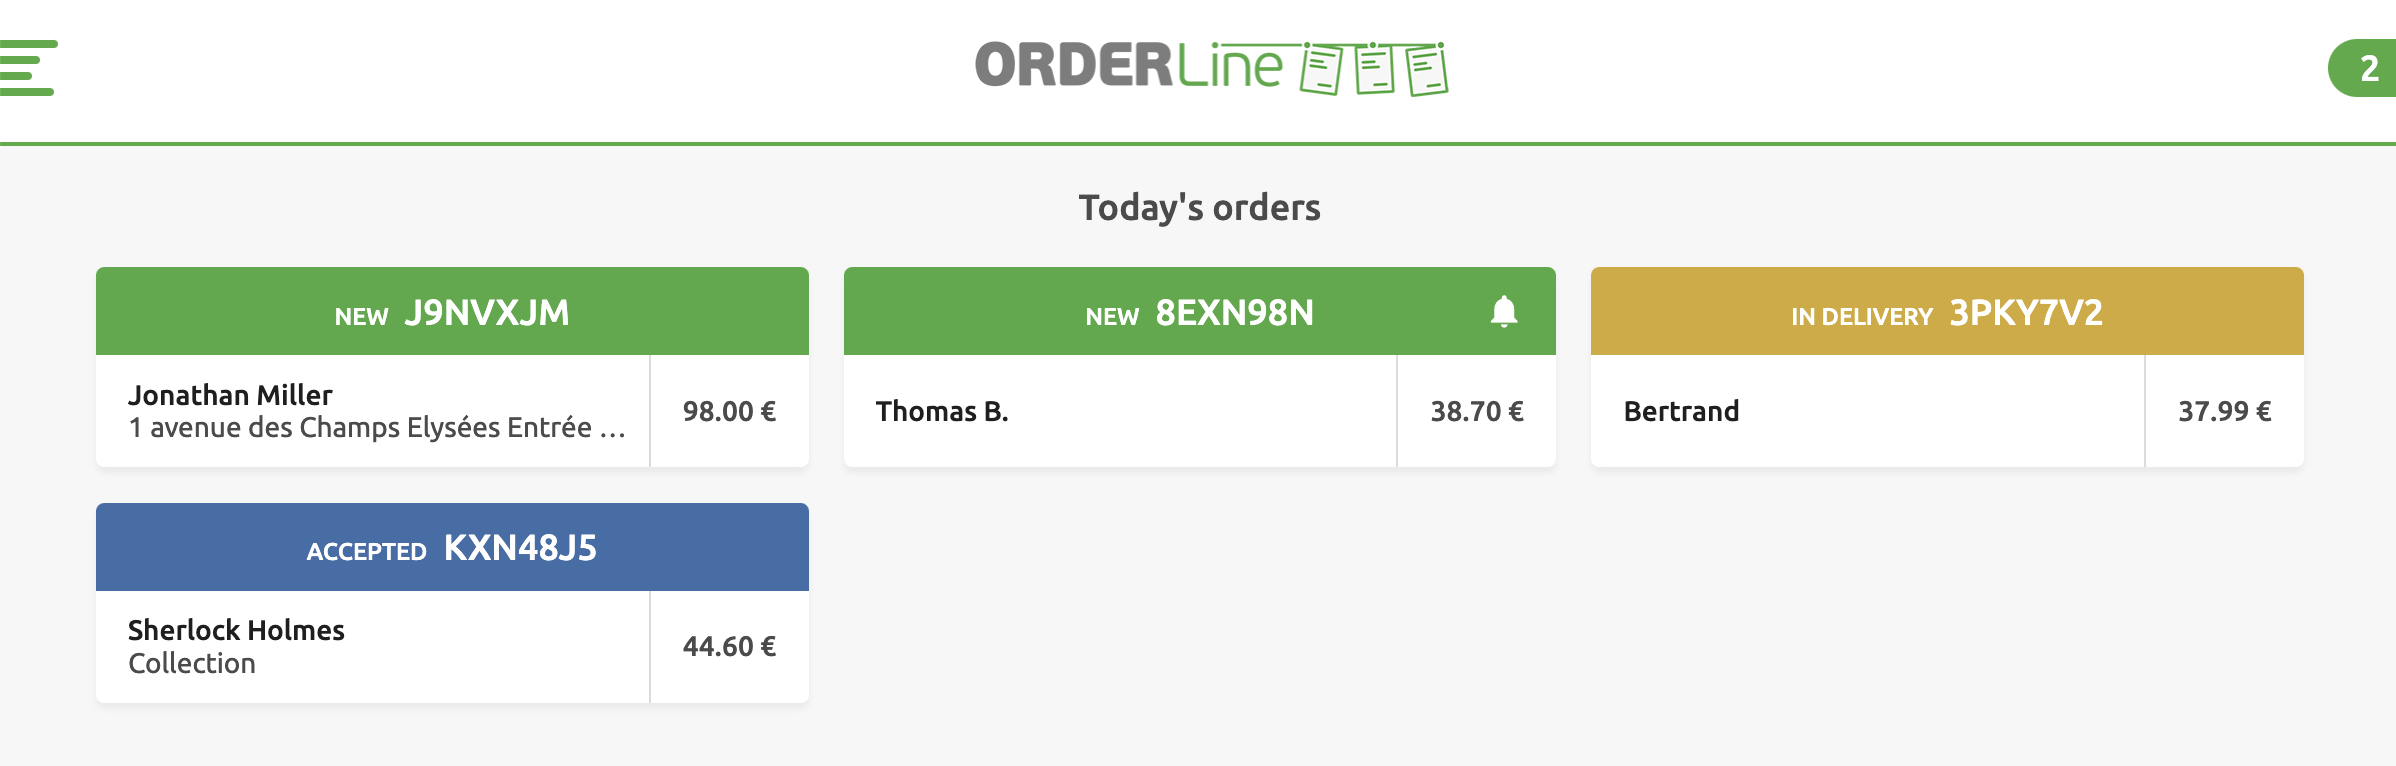 ORDERLine
2
Today's orders
NEW J9NVXJM
Jonathan Miller
1 avenue des Champs Elysées Entrée ...
98.00 €
NEW 8EXN98N
Thomas B.
38.70 €
IN DELIVERY 3PKY7V2
Bertrand
37.99 €
ACCEPTED KXN48J5
Sherlock Holmes
Collection
44.60 €